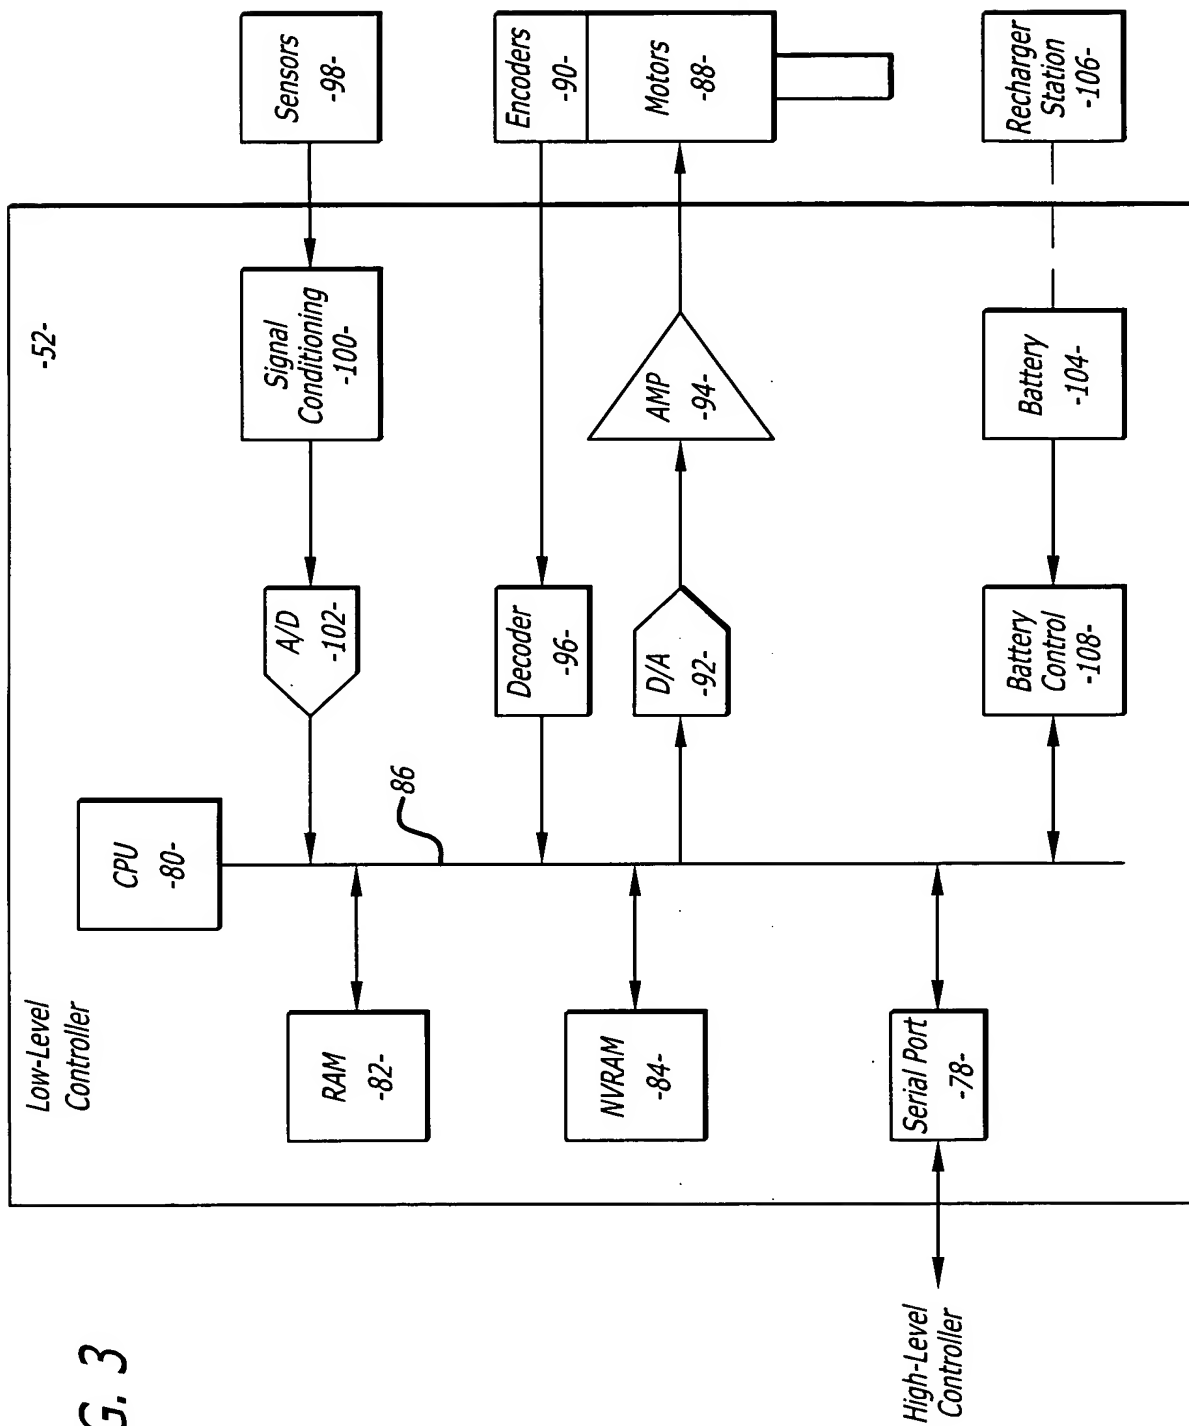 G. 3
Low-Level
Controller
-52-
CPU
-80-
86
RAM
-82-
NVRAM
-84-
Serial Port
-78-
High-Level
Controller
A/D
-102-
Signal
Conditioning
-100-
Sensors
-98-
Decoder
-96-
Encoders
-90-
D/A
-92-
AMP
-94-
Motors
-88-
Battery
Control
-108-
Battery
-104-
Recharger
Station
-106-